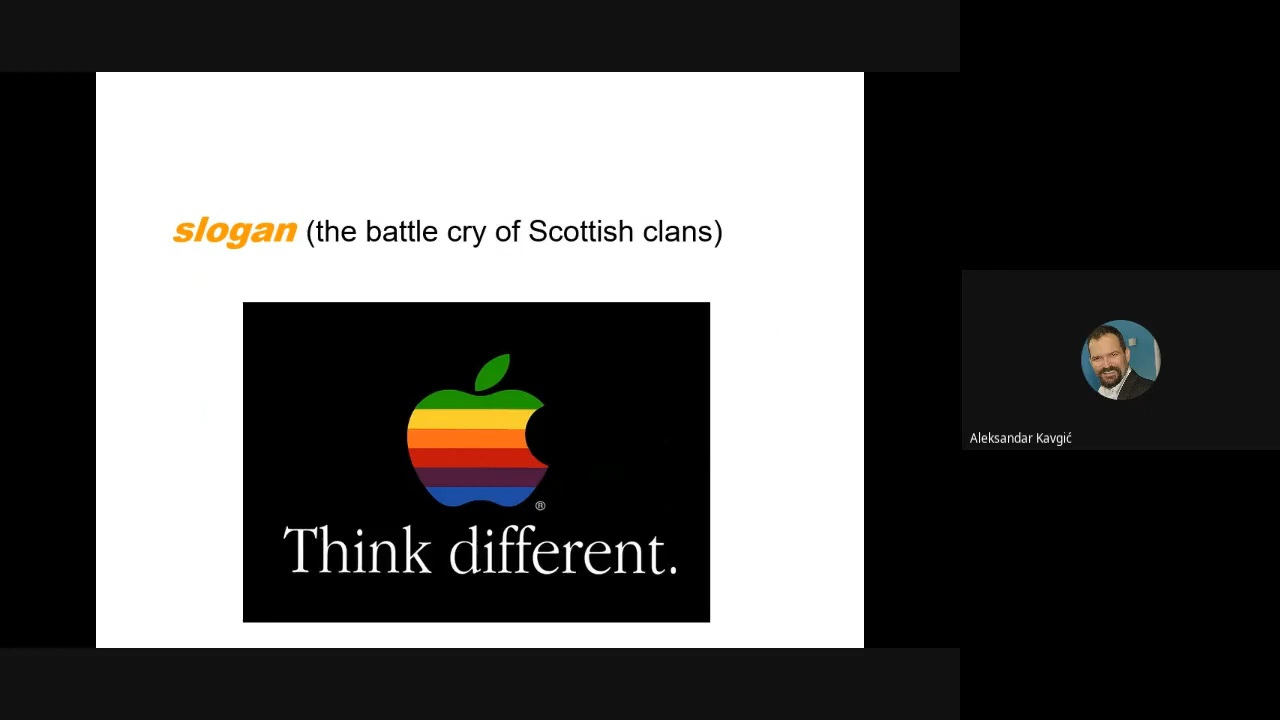 slogan (the battle cry of Scottish clans)
®
Think different.
Aleksandar Kavgić